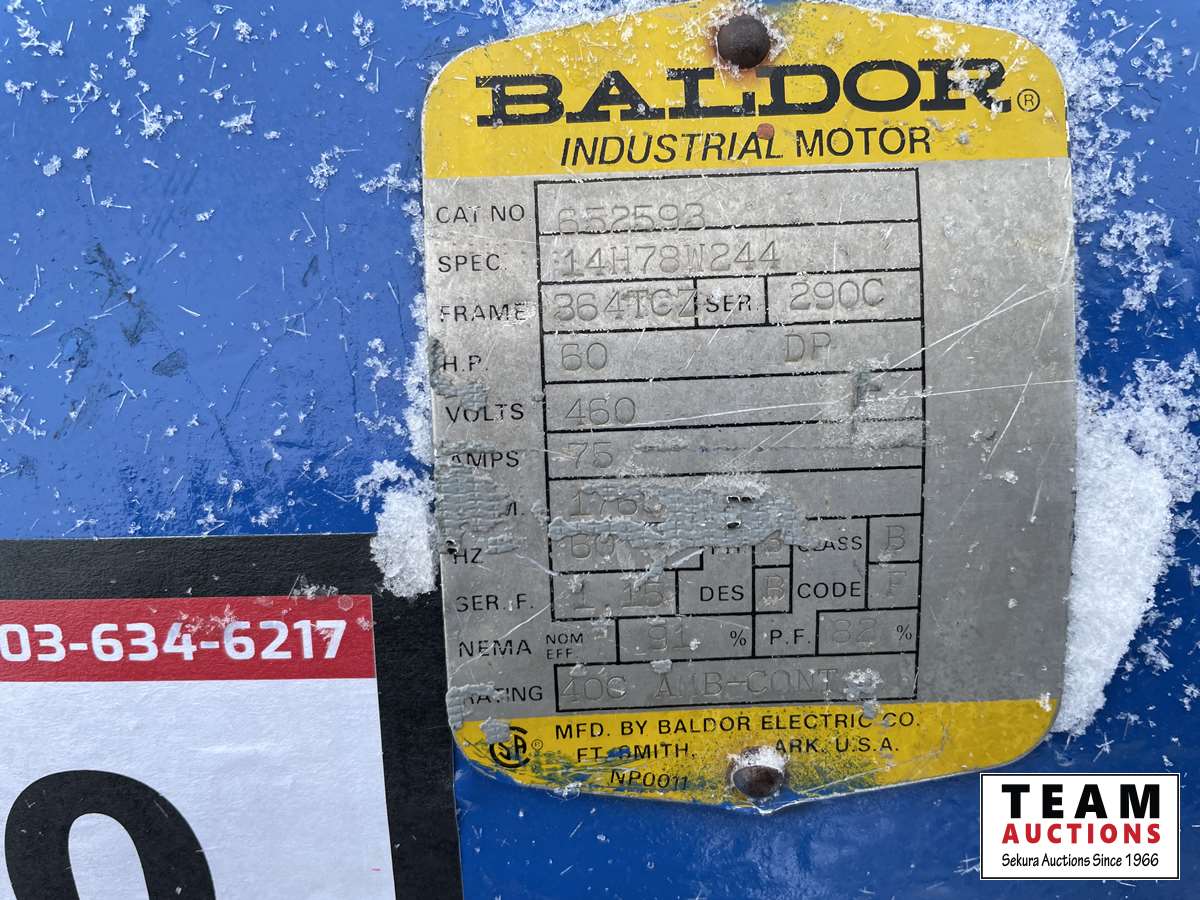 BALDOR®
INDUSTRIAL MOTOR
CAT NO 652593
SPEC. 14H78W244
FRAME 364TCZ SER. 290C
H.P. 60 DP
VOLTS 460 F
AMPS 75
HZ 60 CLASS B
SER. F. 1.15 DES B CODE F
NEMA NOM EFF. 91 % P.F. %
RATING 40C AMB-CONT
MFD. BY BALDOR ELECTRIC CO.
FT. SMITH, ARK. U.S.A.
NP0011
03-634-6217
TEAM
AUCTIONS
Sekura Auctions Since 1966